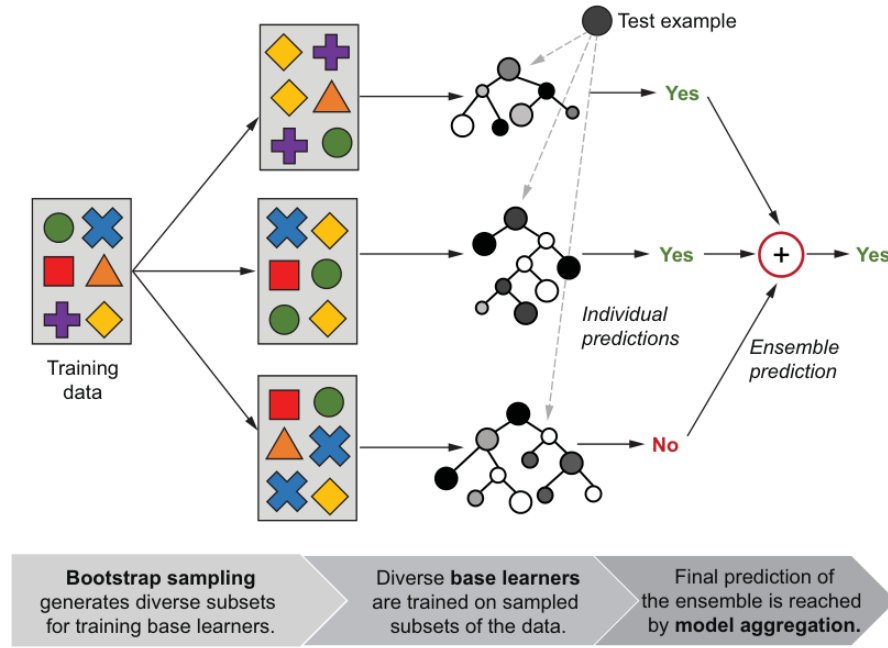 Test example
Yes
Training
data
Yes
+
Yes
Individual
predictions
Ensemble
prediction
No
Bootstrap sampling
generates diverse subsets
for training base learners.
Diverse base learners
are trained on sampled
subsets of the data.
Final prediction of
the ensemble is reached
by model aggregation.